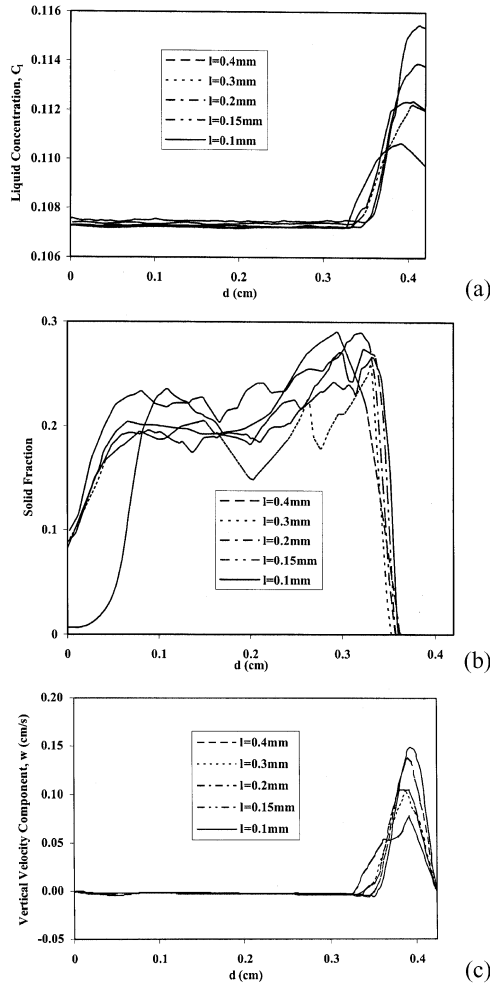 0.116
0.114
0.112
0.110
0.108
0.106
Liquid Concentration, Cl
l=0.4mm
l=0.3mm
l=0.2mm
l=0.15mm
l=0.1mm
0
0.1
0.2
0.3
0.4
d (cm)
(a)
0.3
0.2
0.1
0
Solid Fraction
l=0.4mm
l=0.3mm
l=0.2mm
l=0.15mm
l=0.1mm
0
0.1
0.2
0.3
0.4
d (cm)
(b)
0.20
0.15
0.10
0.05
0.00
-0.05
Vertical Velocity Component, w (cm/s)
l=0.4mm
l=0.3mm
l=0.2mm
l=0.15mm
l=0.1mm
0
0.1
0.2
0.3
0.4
d (cm)
(c)